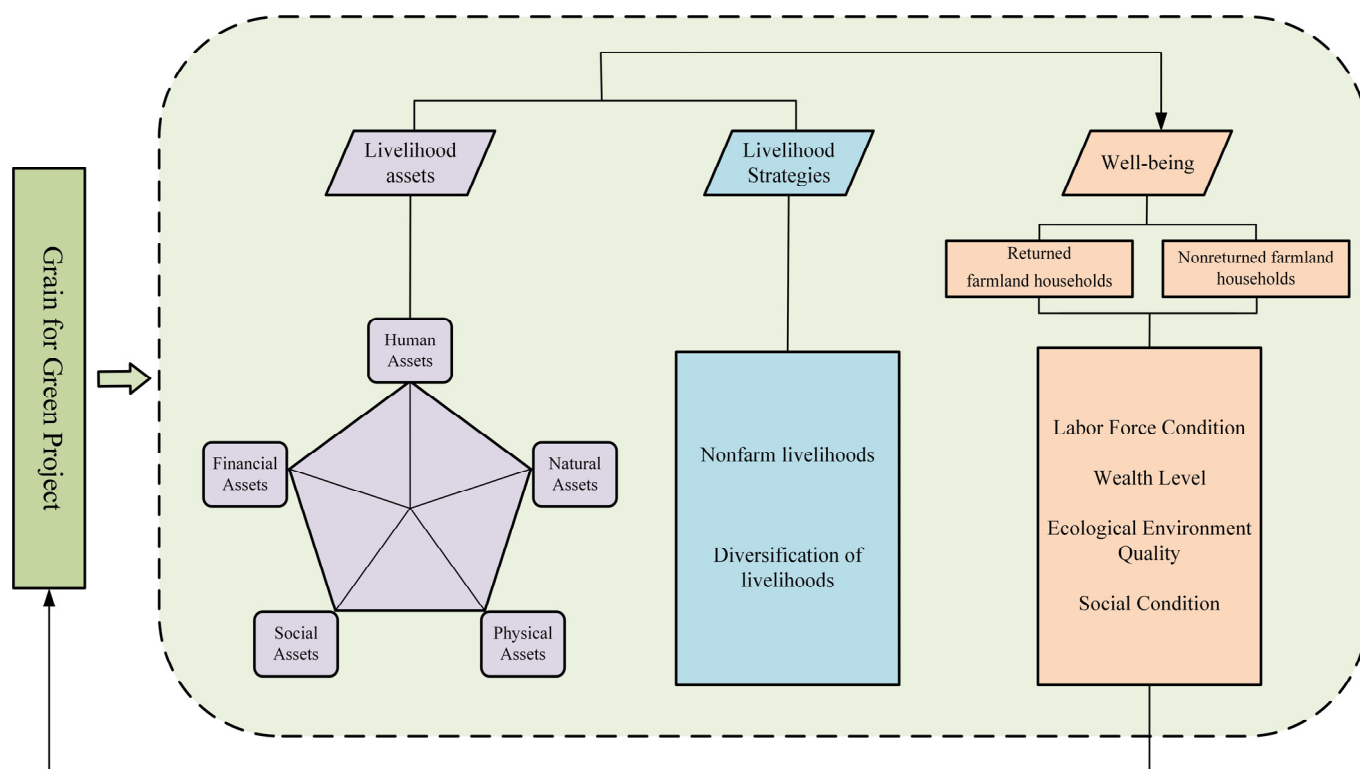 Grain for Green Project
Livelihood
assets
Livelihood
Strategies
Well-being
Returned
farmland households
Nonreturned farmland
households
Human
Assets
Financial
Assets
Natural
Assets
Social
Assets
Physical
Assets
Nonfarm livelihoods
Diversification of
livelihoods
Labor Force Condition
Wealth Level
Ecological Environment
Quality
Social Condition